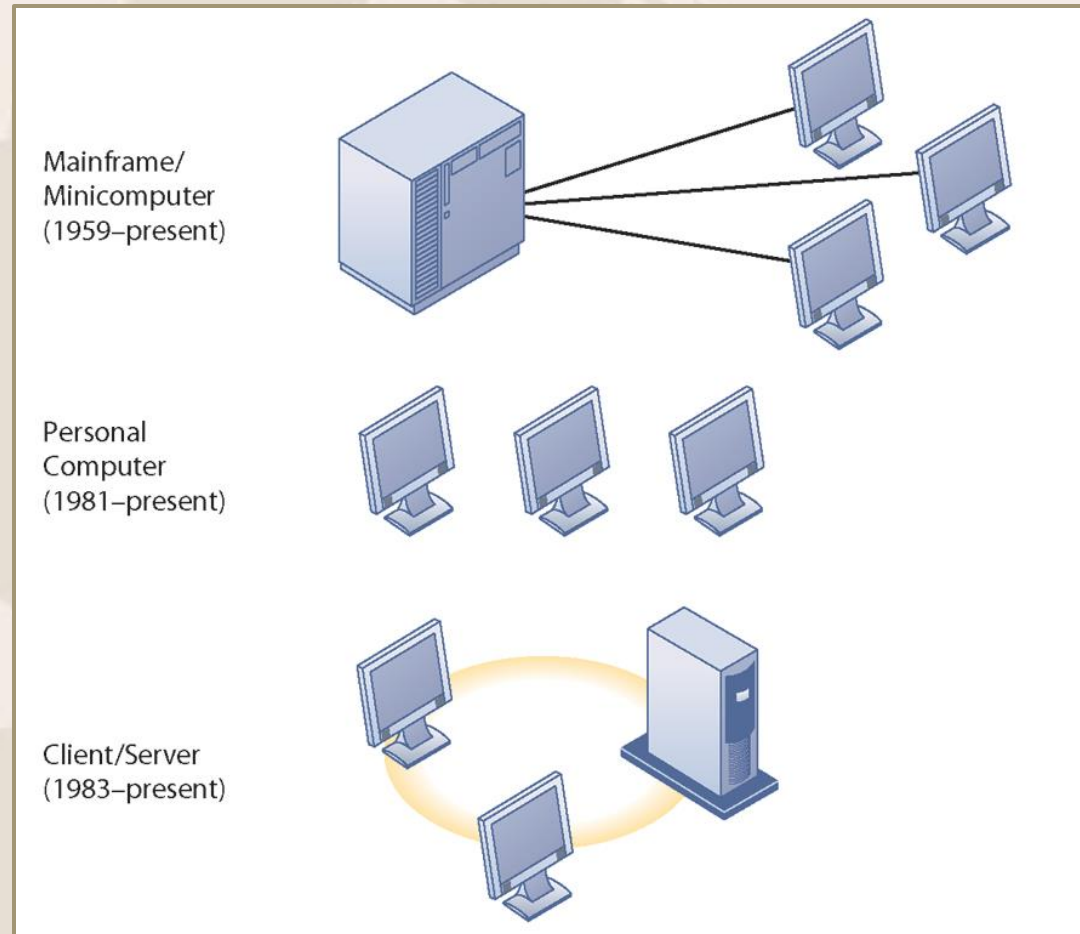 Mainframe/
Minicomputer
(1959–present)
Personal
Computer
(1981–present)
Client/Server
(1983–present)